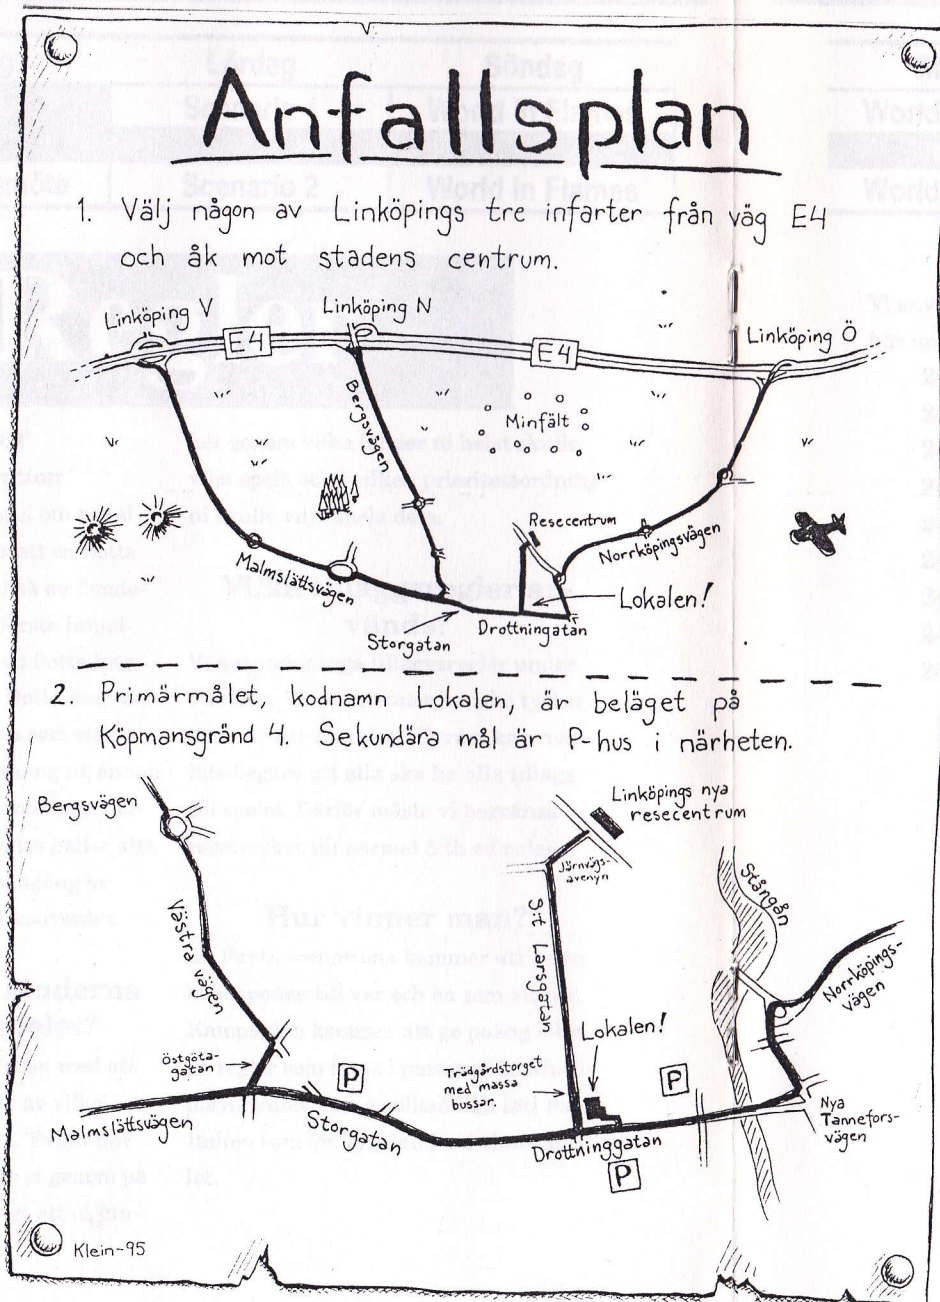 Anfallsplan
1. Välj någon av Linköpings tre infarter från väg E4
och åk mot stadens centrum.
Linköping V
Linköping N
E4
E4
Linköping Ö
Bergsvägen
Minfält
Resecentrum
Norrköpingsvägen
Malmslättsvägen
Lokalen!
Storgatan
Drottningatan
2. Primärmålet, kodnamn Lokalen, är beläget på
Köpmansgränd 4. Sekundära mål är P-hus i närheten.
Bergsvägen
Linköpings nya
resecentrum
Järnvägs-
avenyn
Stångån
Västra vägen
S:t Larsgatan
Norrköpings-
vägen
Lokalen!
Östgöta-
gatan
P
Trädgårdstorget
med massa
bussar.
P
Malmslättsvägen
Storgatan
Drottninggatan
Nya
Tannefors-
vägen
P
Klein-95